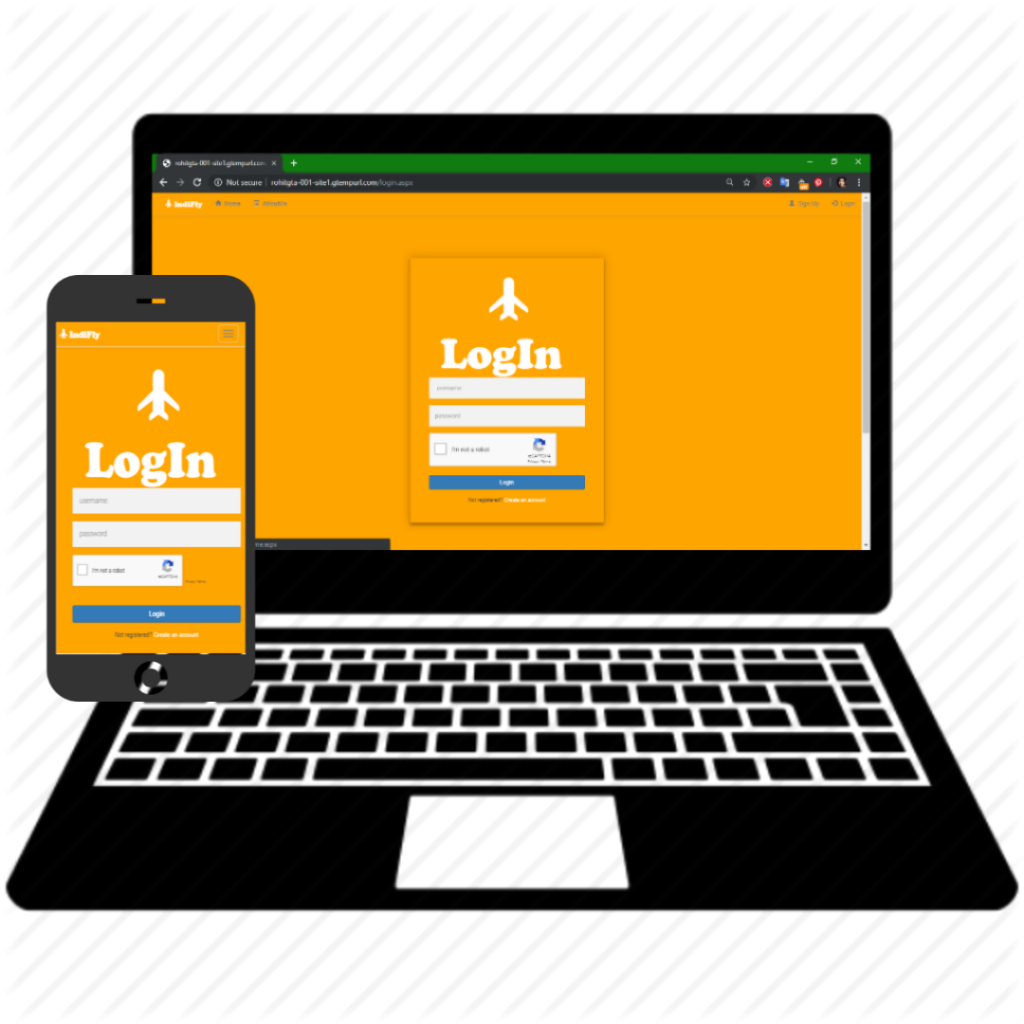 rohitgta-001-site1.gtempurl.com
Not secure | rohitgta-001-site1.gtempurl.com/login.aspx
IndiFly Home AboutUs Sign Up Login
LogIn
username
password
I'm not a robot
reCAPTCHA
Privacy - Terms
Login
Not registered? Create an account
IndiFly
LogIn
username
password
I'm not a robot
reCAPTCHA
Login
Not registered? Create an account